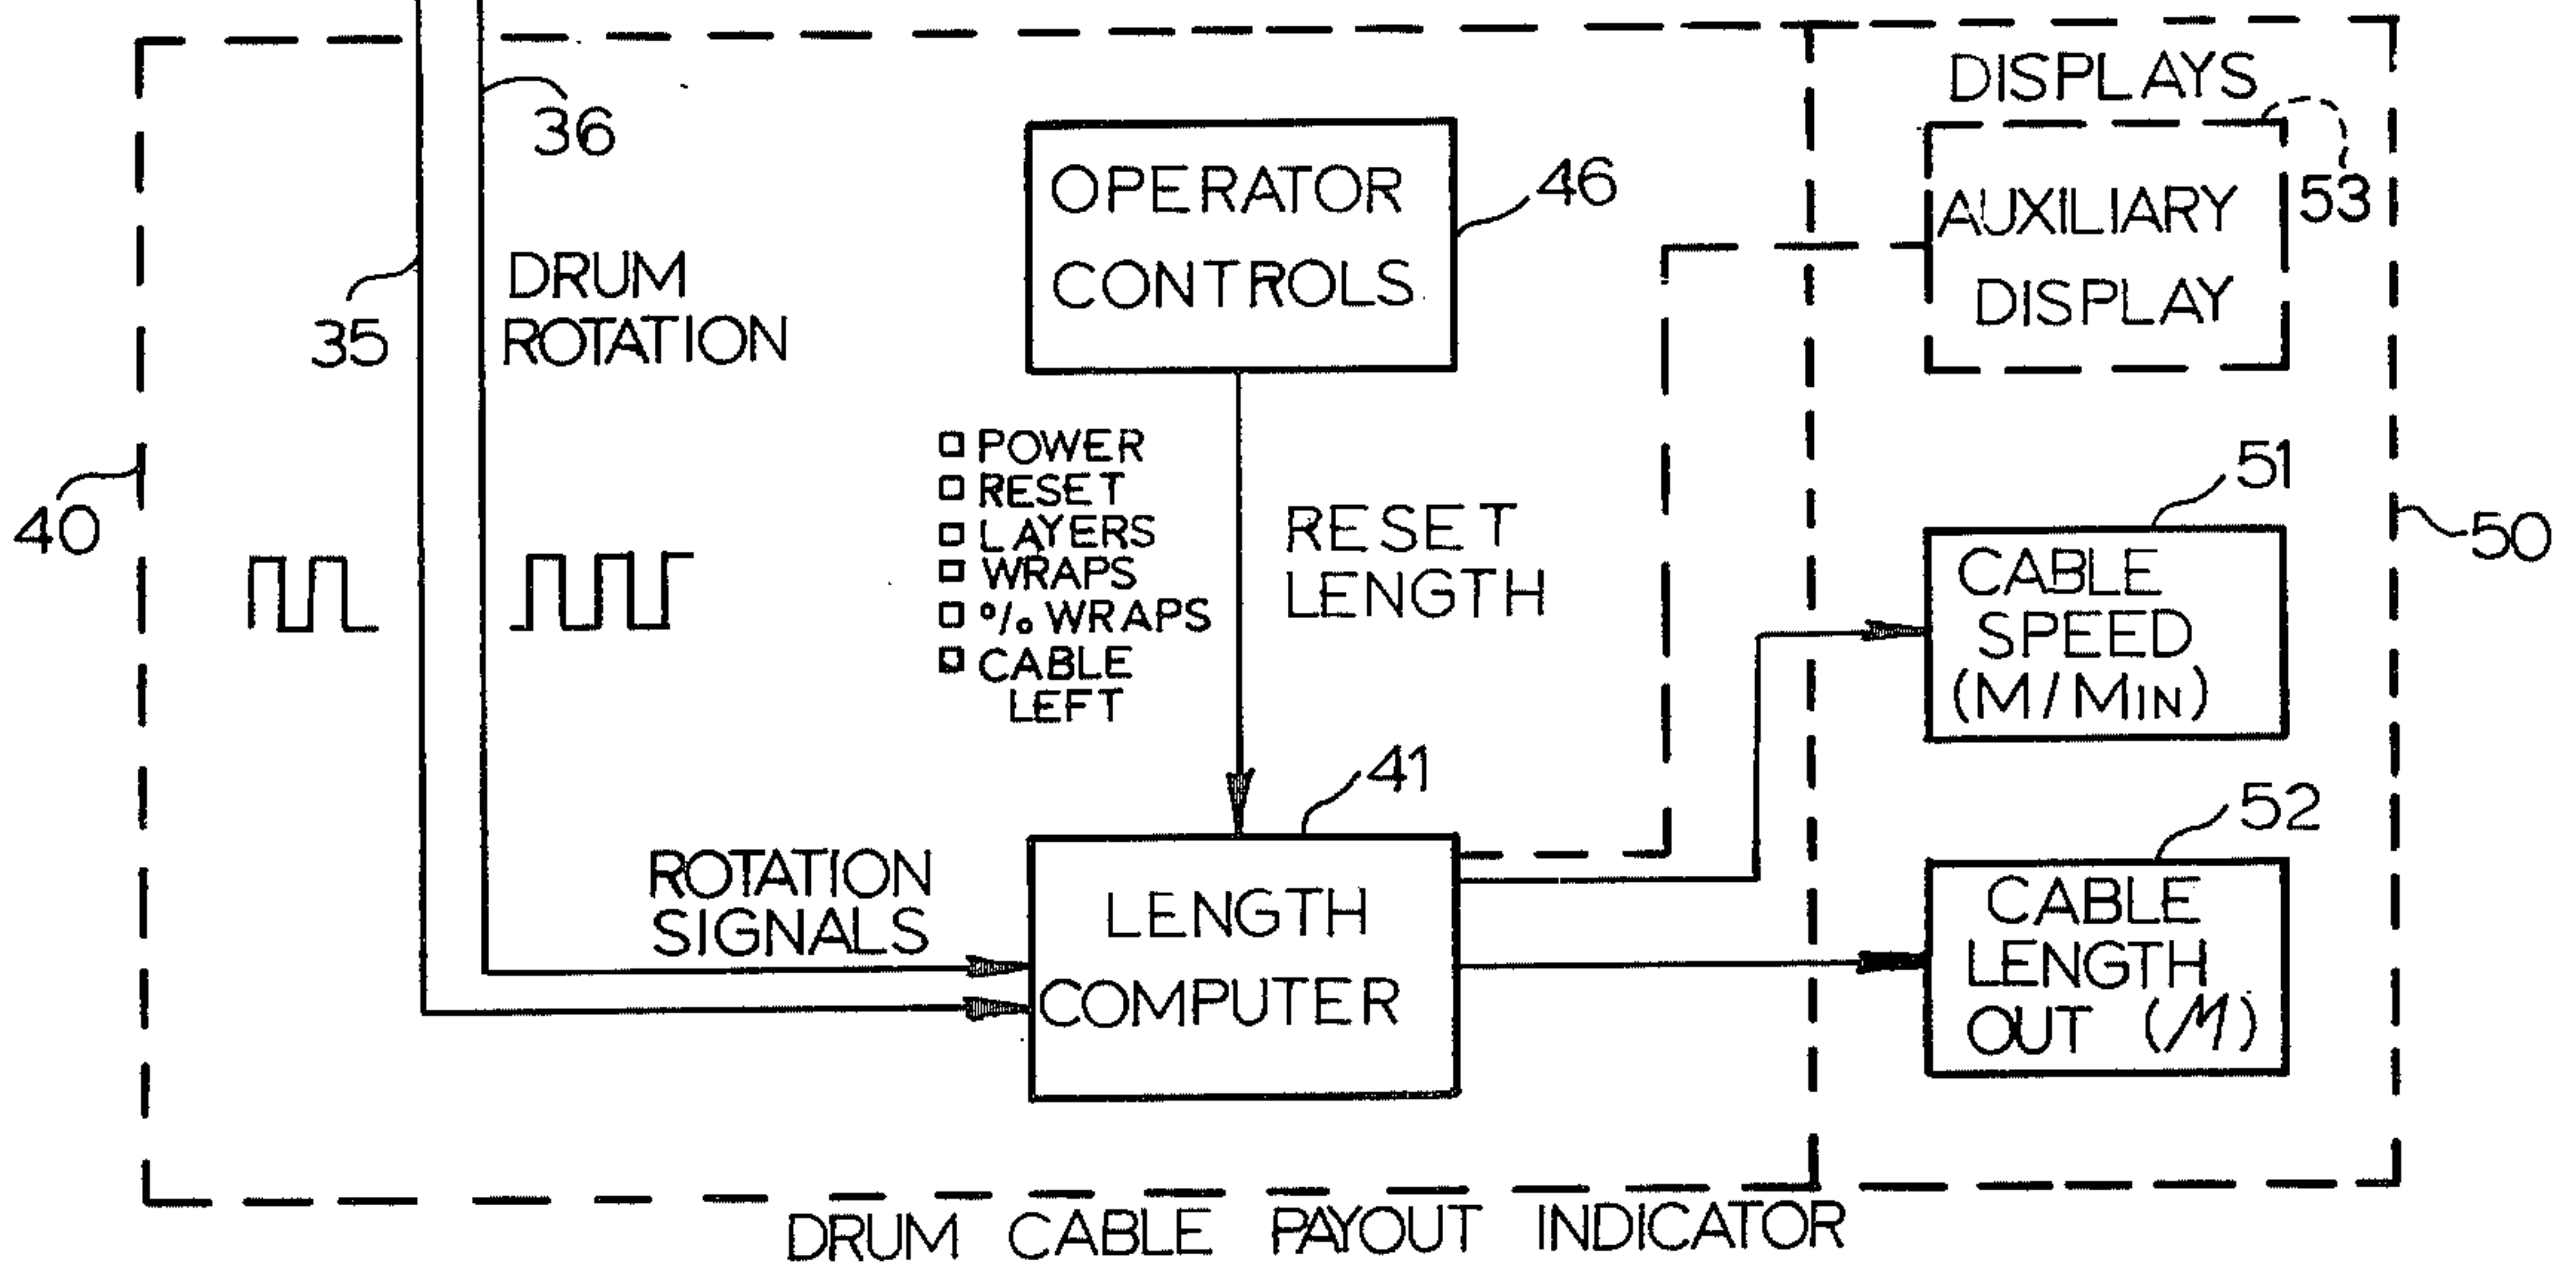 DISPLAYS
36
OPERATOR
CONTROLS
46
53
AUXILIARY
DISPLAY
DRUM
ROTATION
35
40
POWER
RESET
LAYERS
WRAPS
% WRAPS
CABLE
LEFT
RESET
LENGTH
51
50
CABLE
SPEED
(M/MIN)
41
52
ROTATION
SIGNALS
LENGTH
COMPUTER
CABLE
LENGTH
OUT (M)
DRUM CABLE PAYOUT INDICATOR